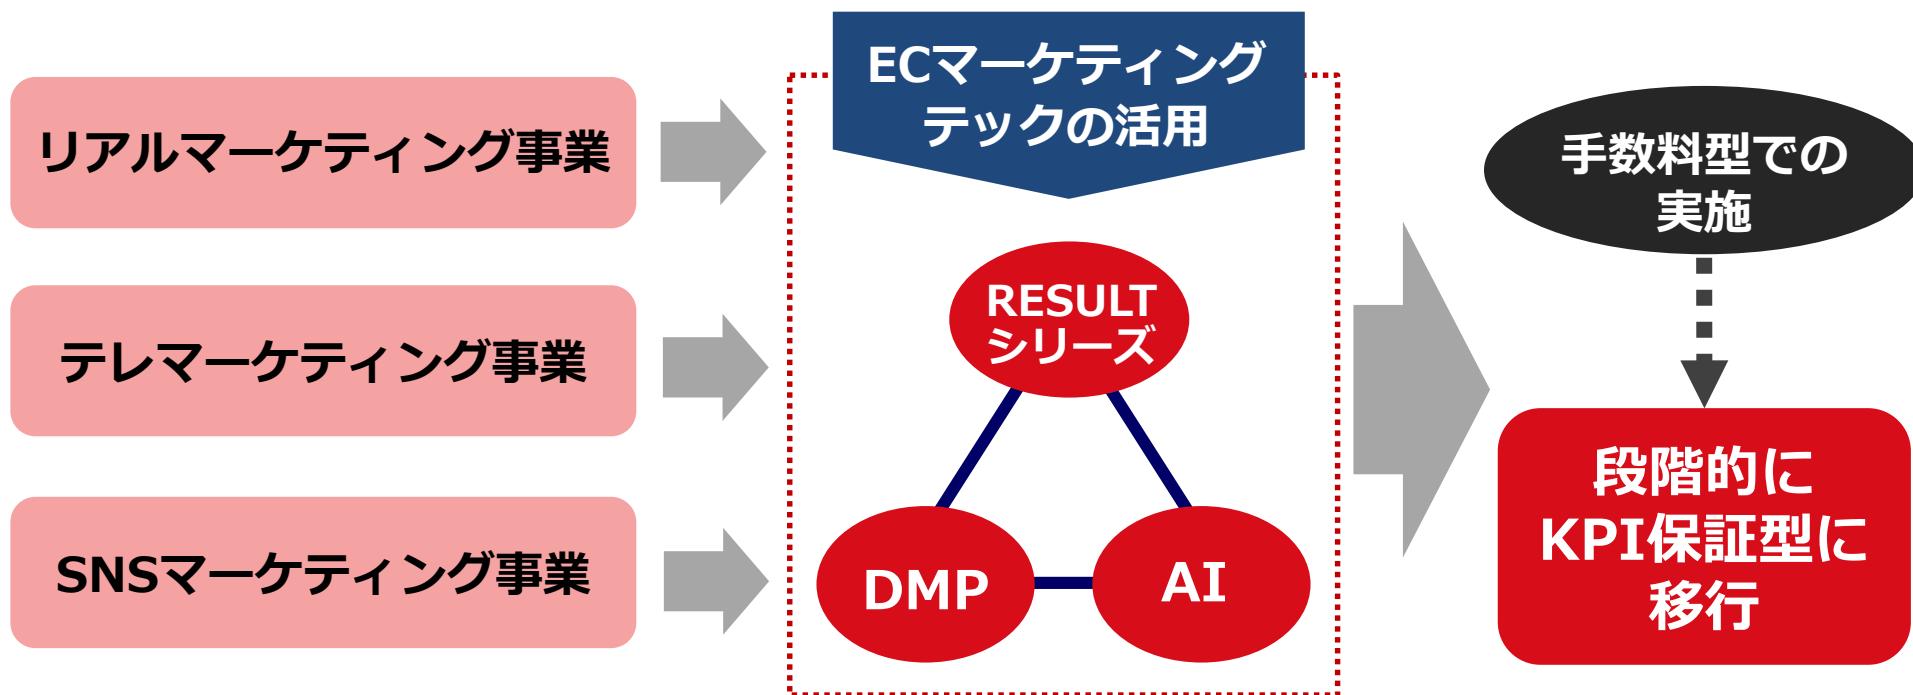 リアルマーケティング事業
テレマーケティング事業
SNSマーケティング事業
ECマーケティング
テックの活用
RESULT
シリーズ
DMP
AI
手数料型での
実施
段階的に
KPI保証型に
移行